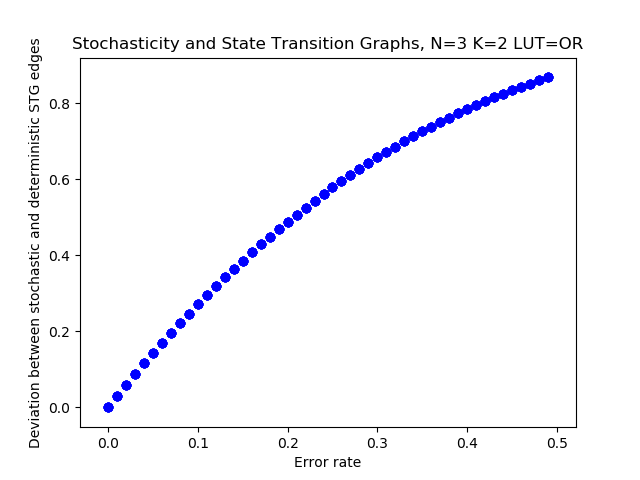 Stochasticity and State Transition Graphs, N=3 K=2 LUT=OR
Deviation between stochastic and deterministic STG edges
0.8
0.6
0.4
0.2
0.0
0.0 0.1 0.2 0.3 0.4 0.5
Error rate